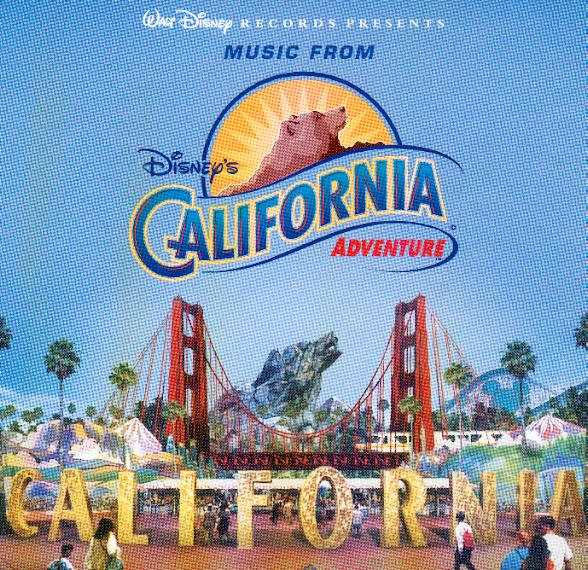 WALT DISNEY RECORDS PRESENTS
MUSIC FROM
DISNEY'S
CALIFORNIA
ADVENTURE
CALIFORNIA